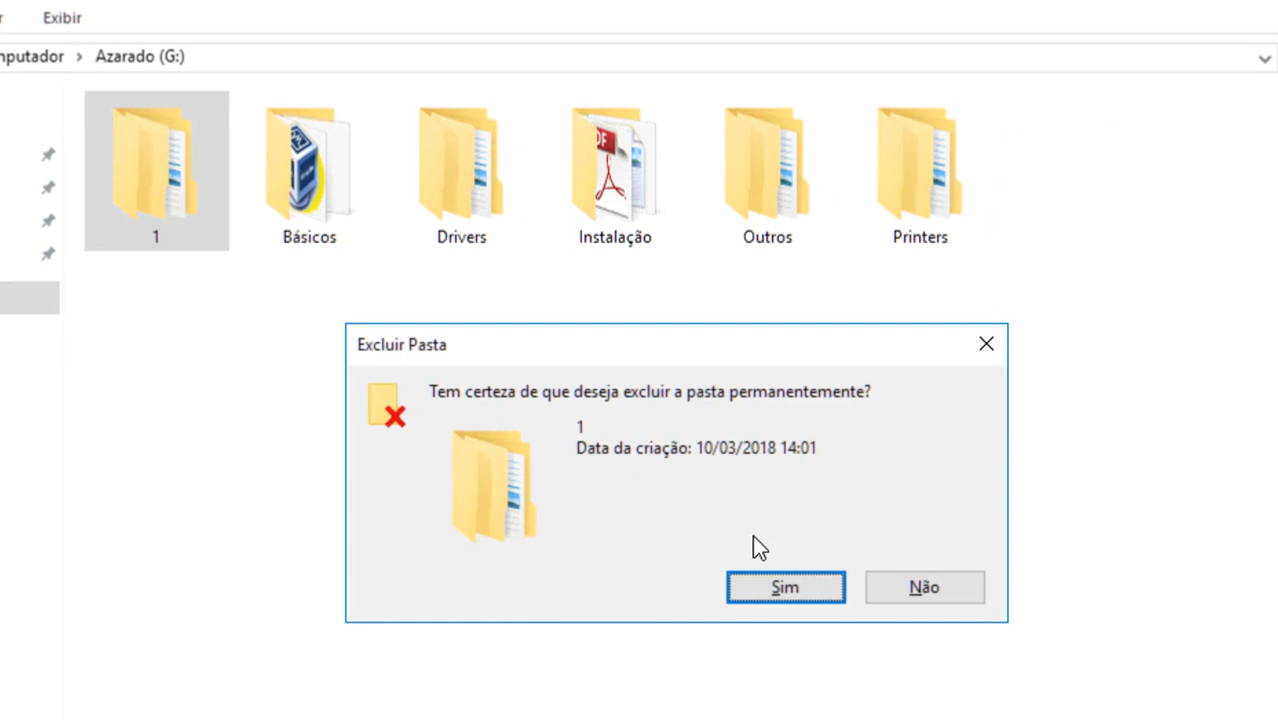 Exibir
Azarado (G:)
1
Básicos
Drivers
Instalação
Outros
Printers
Excluir Pasta
Tem certeza de que deseja excluir a pasta permanentemente?
1
Data da criação: 10/03/2018 14:01
Sim
Não